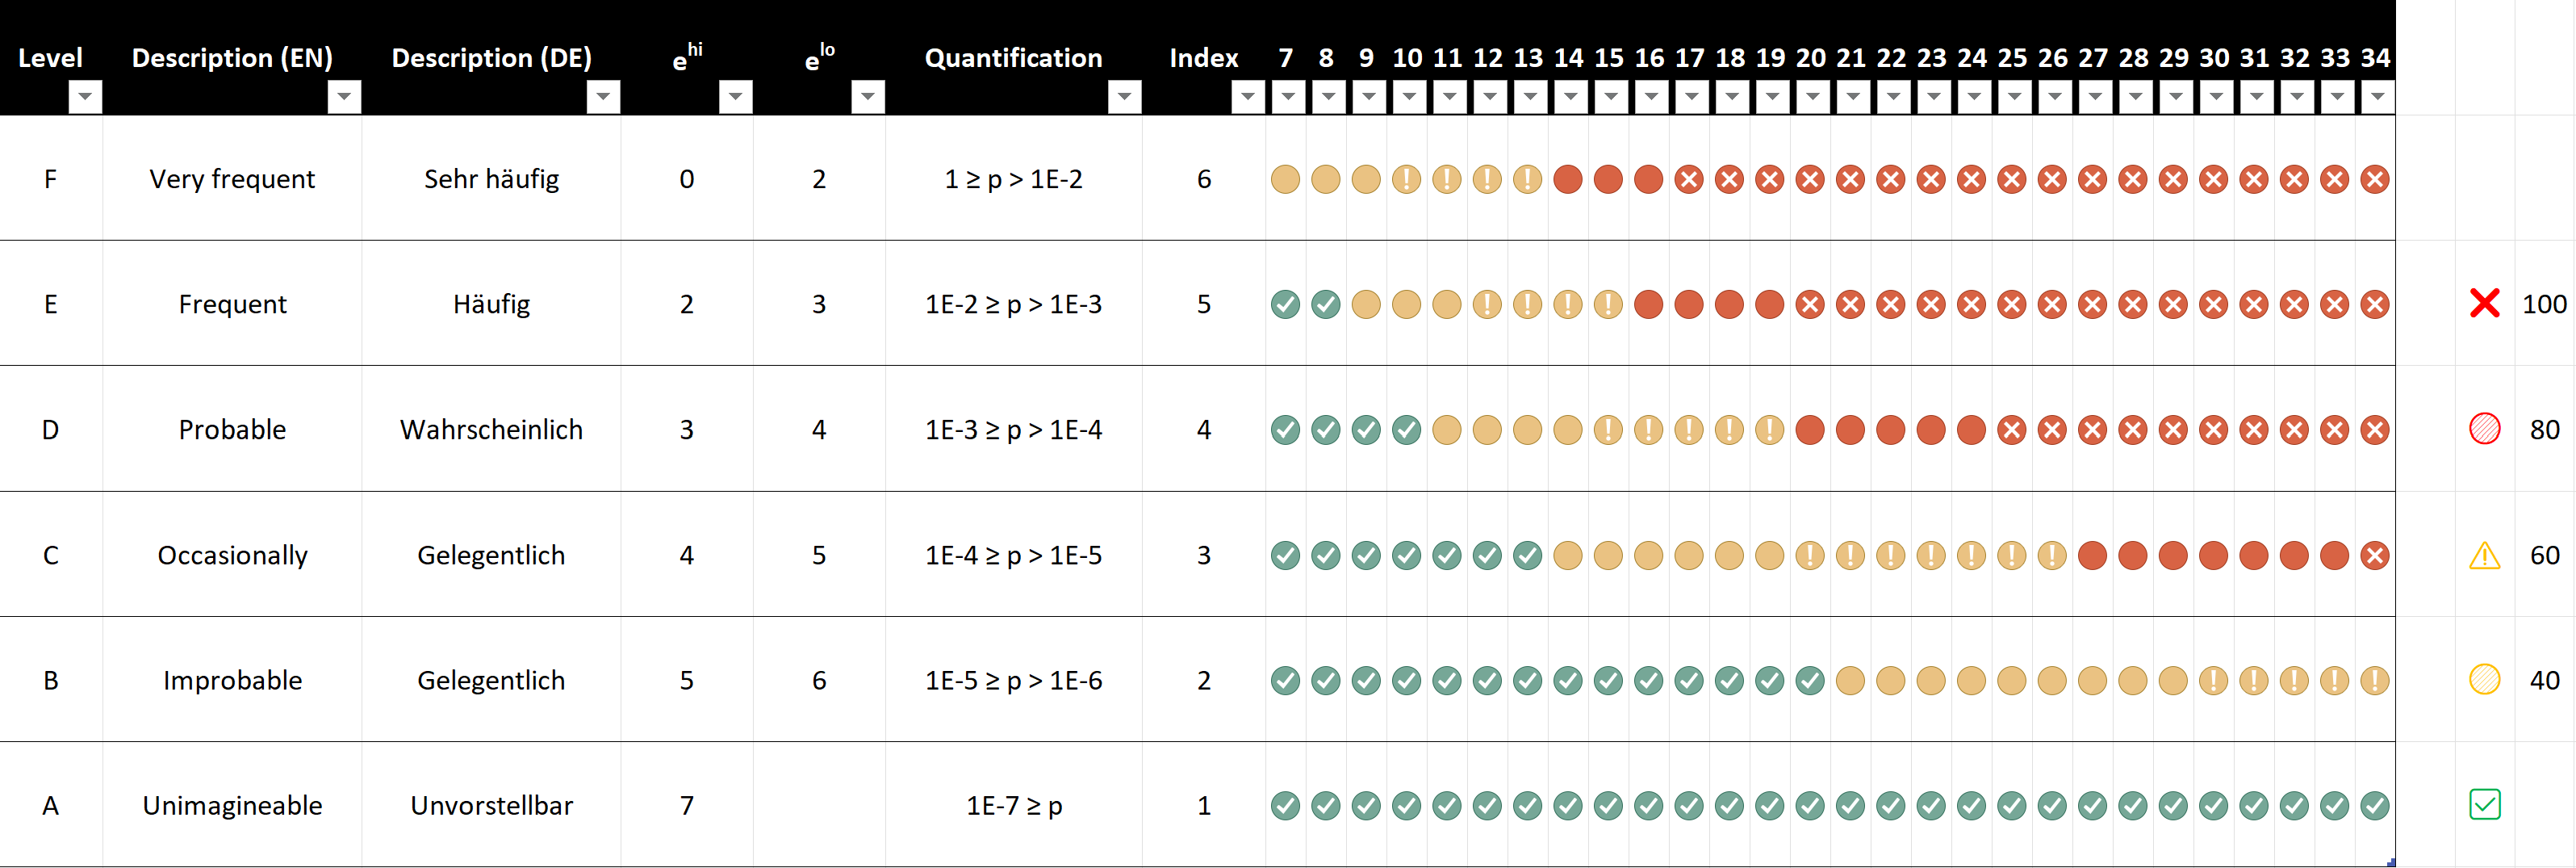 Level Description (EN) Description (DE) e^hi e^lo Quantification Index 7 8 9 10 11 12 13 14 15 16 17 18 19 20 21 22 23 24 25 26 27 28 29 30 31 32 33 34
F Very frequent Sehr häufig 0 2 1 ≥ p > 1E-2 6
E Frequent Häufig 2 3 1E-2 ≥ p > 1E-3 5 100
D Probable Wahrscheinlich 3 4 1E-3 ≥ p > 1E-4 4 80
C Occasionally Gelegentlich 4 5 1E-4 ≥ p > 1E-5 3 60
B Improbable Gelegentlich 5 6 1E-5 ≥ p > 1E-6 2 40
A Unimagineable Unvorstellbar 7 1E-7 ≥ p 1